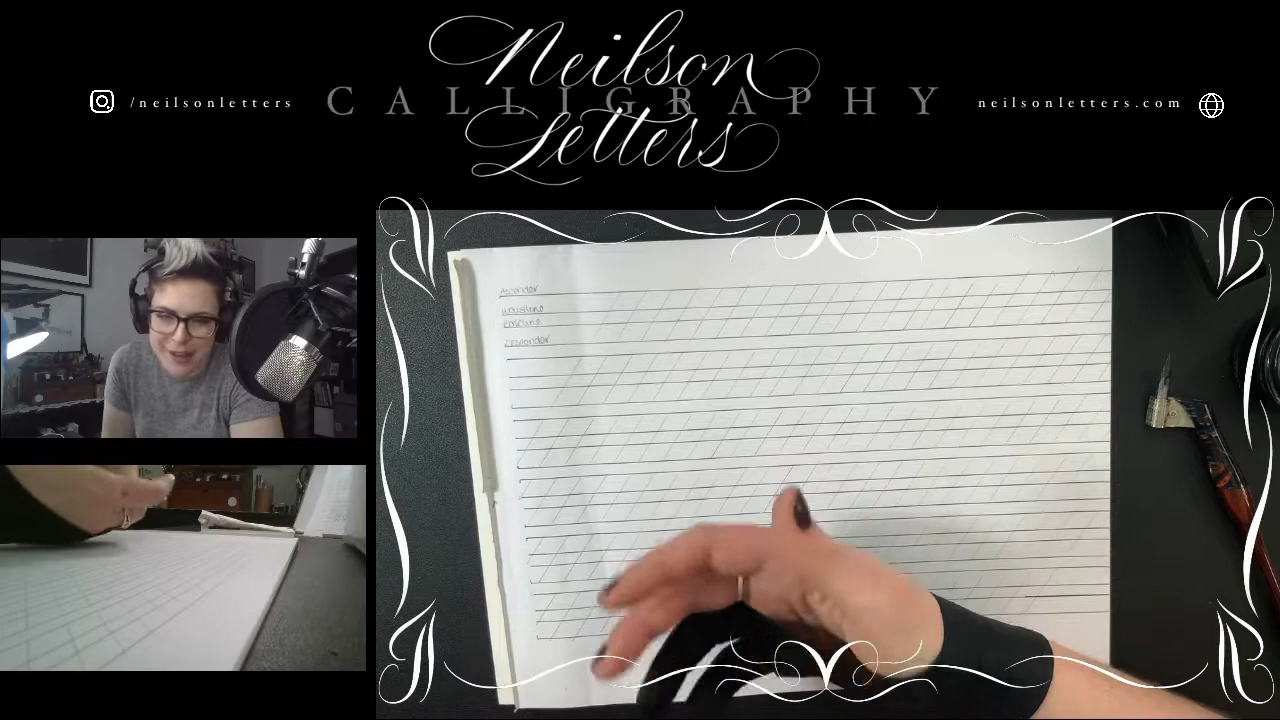 Neilson
CALLIGRAPHY
Letters
/neilsonletters
neilsonletters.com
Ascender
Waistline
Baseline
Descender